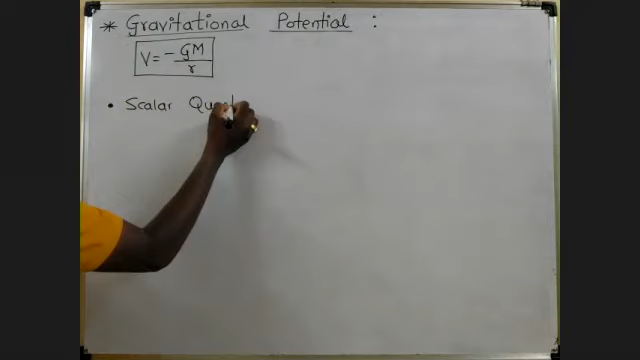 * Gravitational Potential :
V = - GM / r
• Scalar